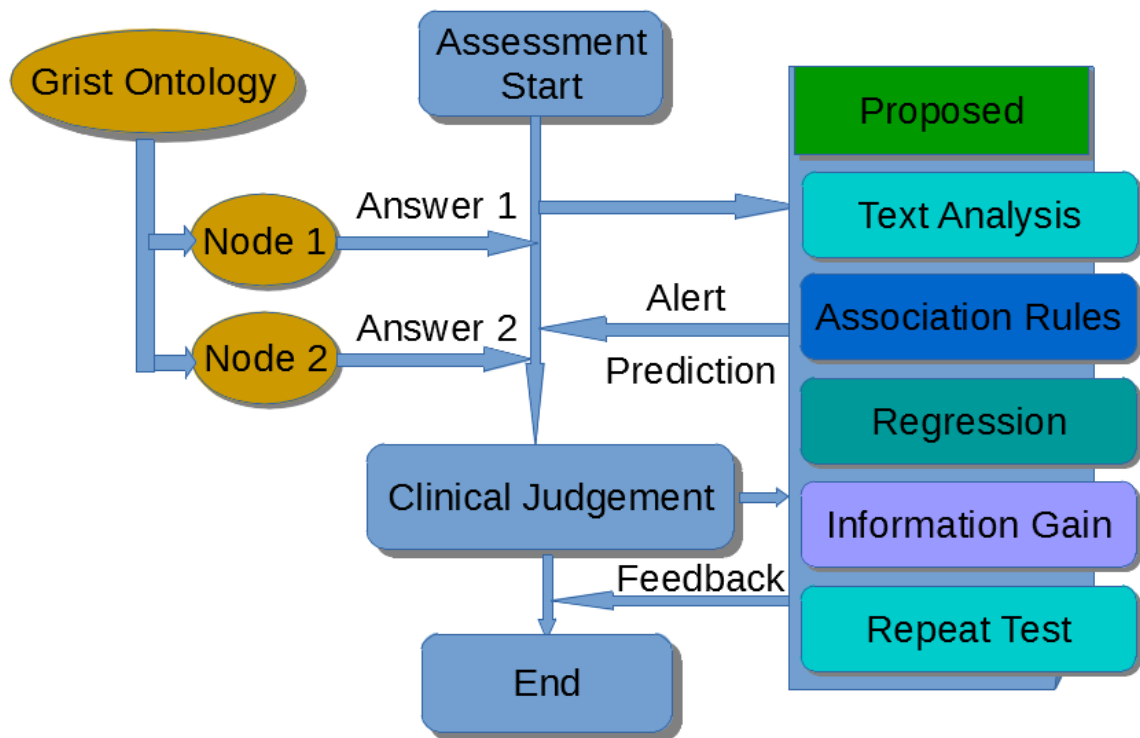 Grist Ontology
Assessment
Start
Proposed
Node 1
Answer 1
Text Analysis
Node 2
Answer 2
Alert
Prediction
Association Rules
Regression
Clinical Judgement
Information Gain
Feedback
Repeat Test
End